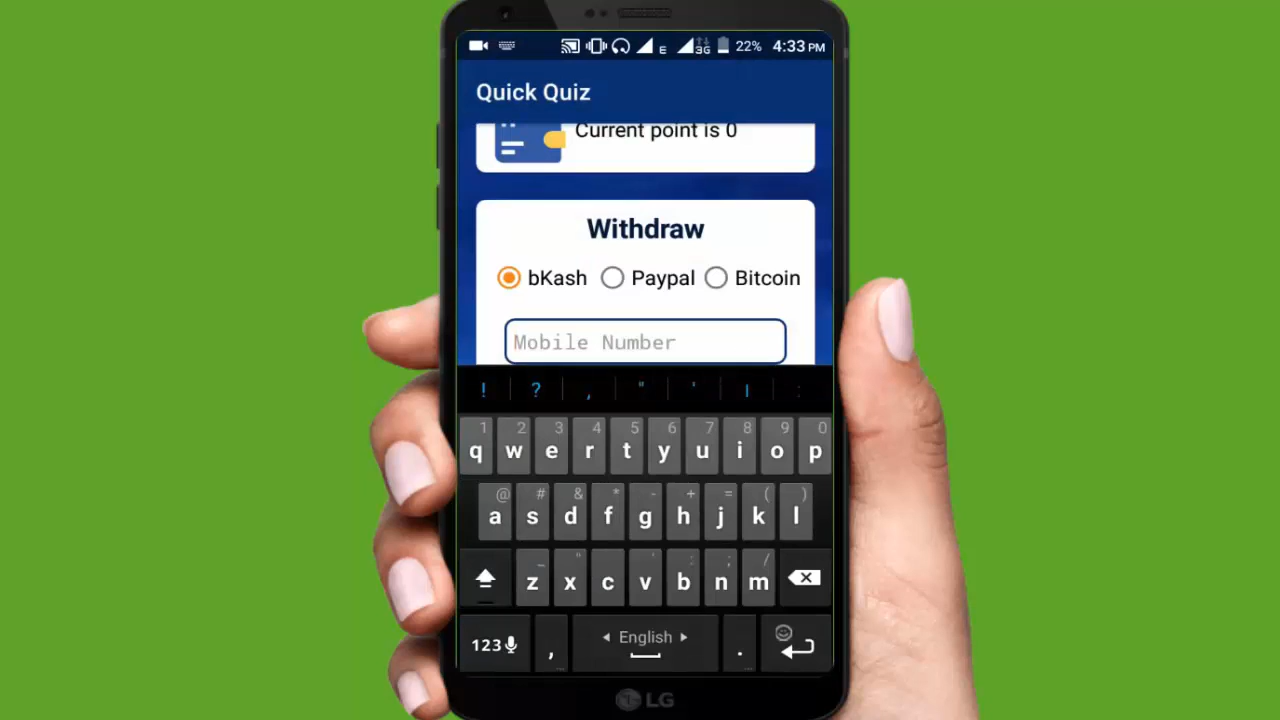 E 3G 22% 4:33 PM
Quick Quiz
Current point is 0
Withdraw
bKash Paypal Bitcoin
Mobile Number
! ? , " ' । :
1 2 3 4 5 6 7 8 9 0
q w e r t y u i o p
@ # & * - + = ( )
a s d f g h j k l
_ " ' : ; /
z x c v b n m
123 , ◂ English ▸ .
LG